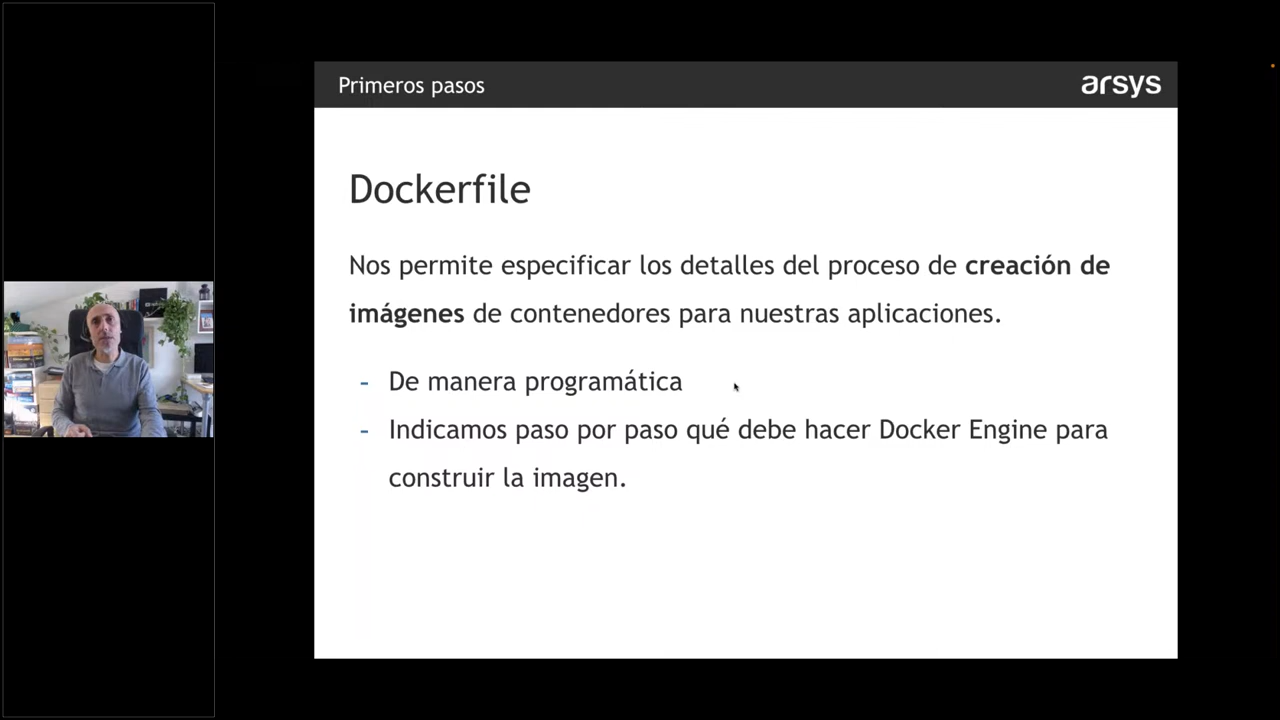 Primeros pasos
arsys
Dockerfile
Nos permite especificar los detalles del proceso de creación de
imágenes de contenedores para nuestras aplicaciones.
- De manera programática
- Indicamos paso por paso qué debe hacer Docker Engine para
construir la imagen.